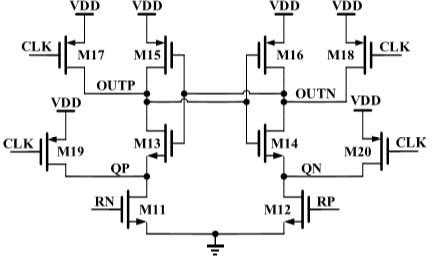 VDD VDD VDD VDD
CLK M17 M15 M16 M18 CLK
OUTP OUTN
VDD VDD
CLK M19 M13 M14 M20 CLK
QP QN
RN M11 M12 RP